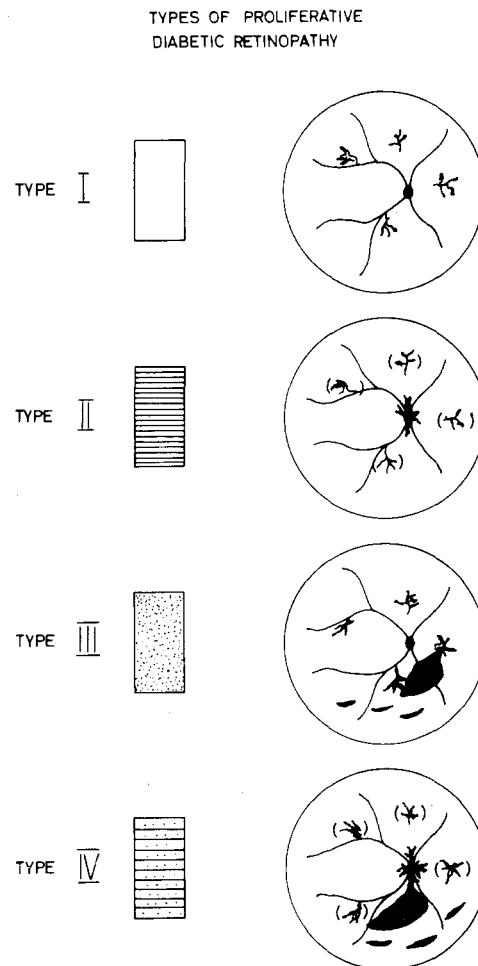 TYPES OF PROLIFERATIVE
DIABETIC RETINOPATHY
TYPE I
TYPE II
TYPE III
TYPE IV